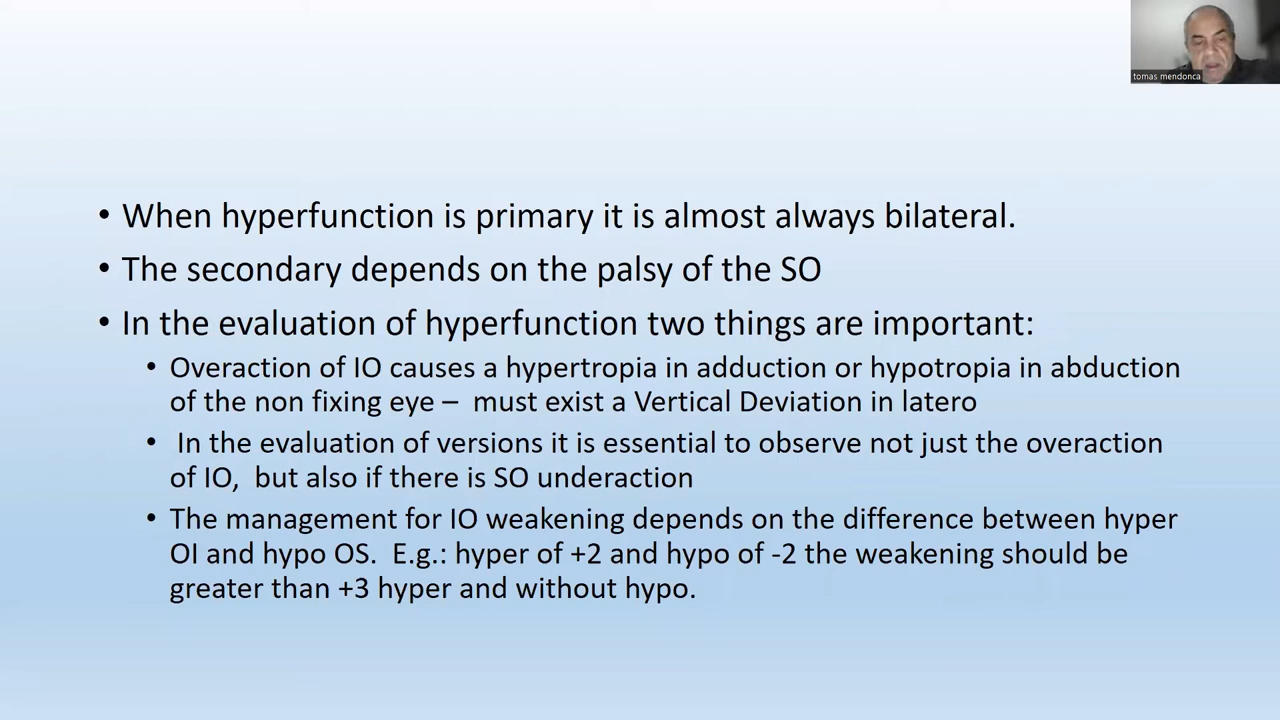 tomas mendonca
• When hyperfunction is primary it is almost always bilateral.
• The secondary depends on the palsy of the SO
• In the evaluation of hyperfunction two things are important:
• Overaction of IO causes a hypertropia in adduction or hypotropia in abduction
of the non fixing eye – must exist a Vertical Deviation in latero
• In the evaluation of versions it is essential to observe not just the overaction
of IO, but also if there is SO underaction
• The management for IO weakening depends on the difference between hyper
OI and hypo OS. E.g.: hyper of +2 and hypo of -2 the weakening should be
greater than +3 hyper and without hypo.